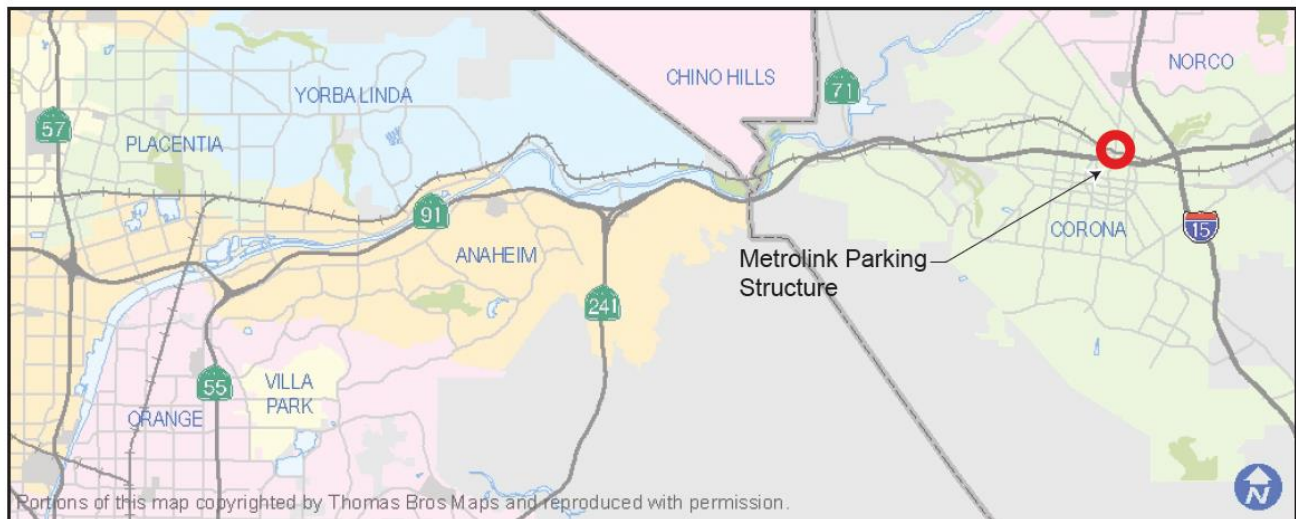 CHINO HILLS
NORCO
71
YORBA LINDA
57
PLACENTIA
91
ANAHEIM
CORONA
15
Metrolink Parking
Structure
241
55
VILLA
PARK
ORANGE
Portions of this map copyrighted by Thomas Bros Maps and reproduced with permission.
N